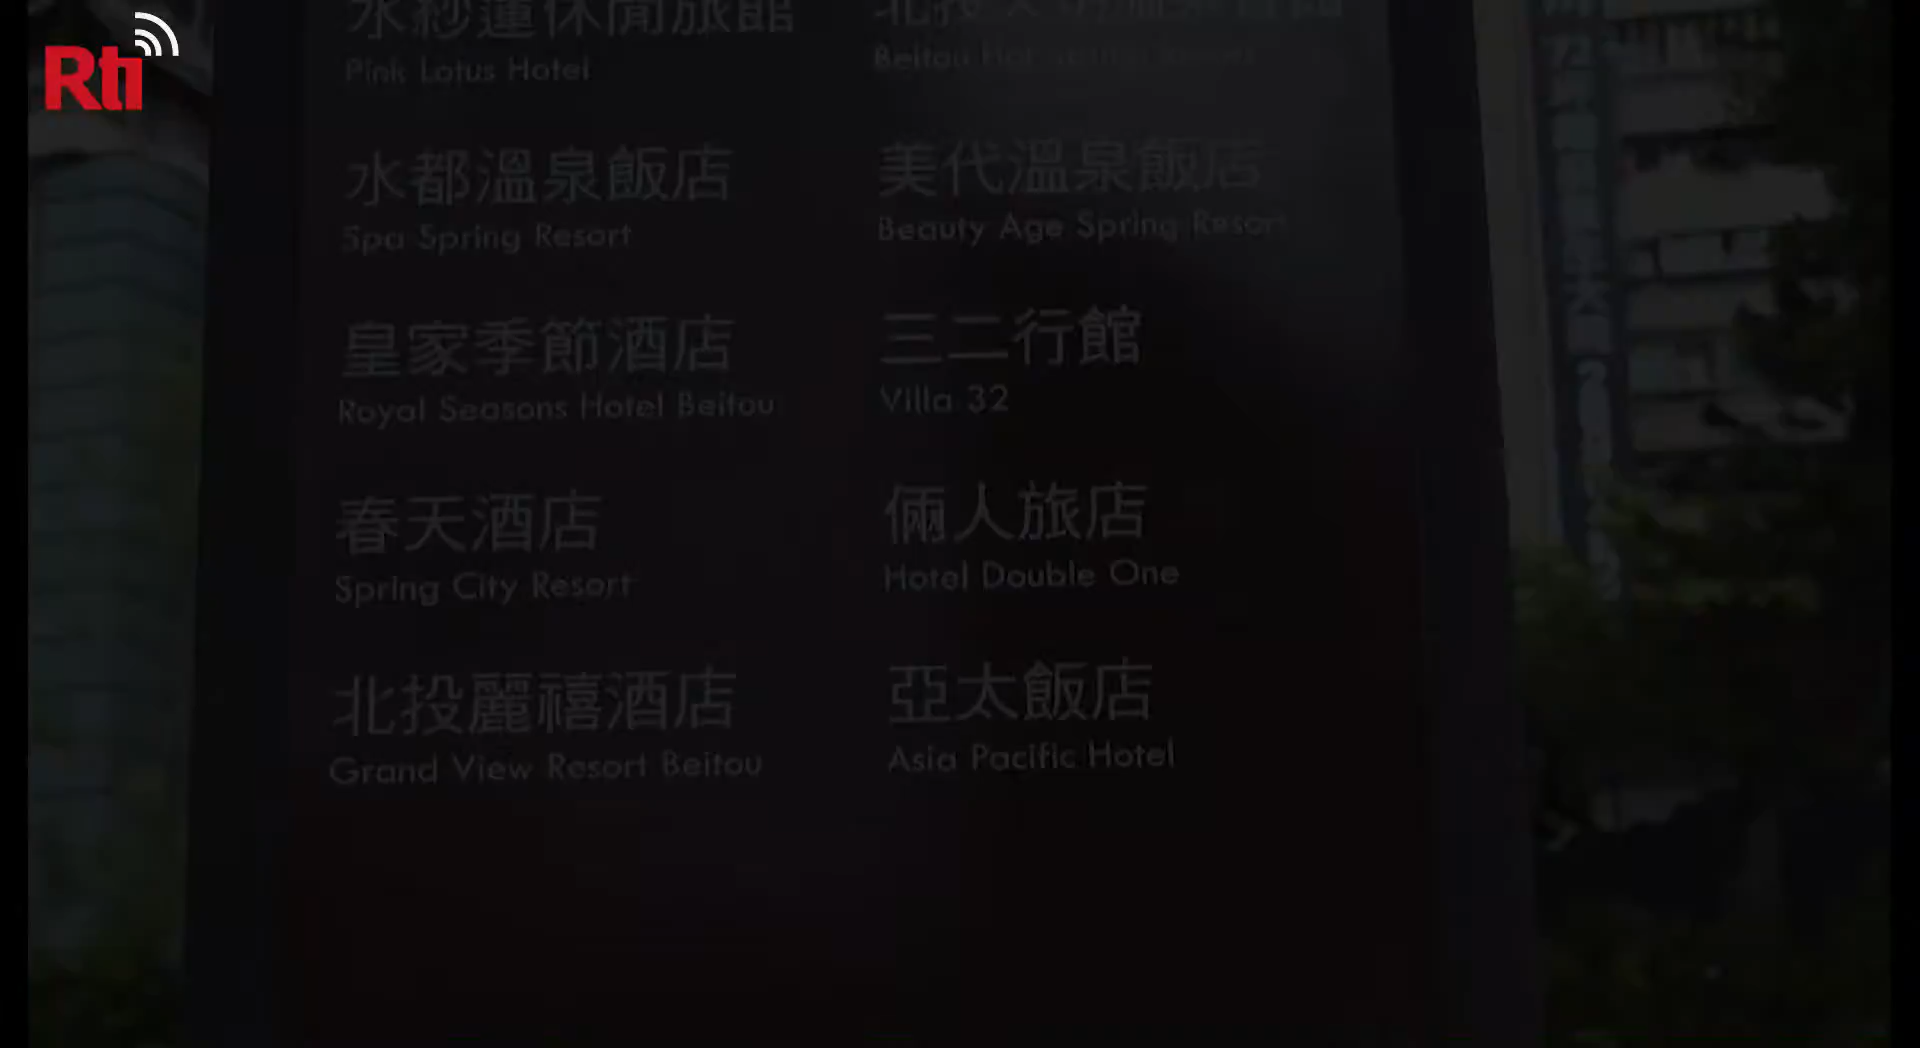 Rti
水紗蓮休閒旅館
Pink Lotus Hotel
水都溫泉飯店
Spa Spring Resort
皇家季節酒店
Royal Seasons Hotel Beitou
春天酒店
Spring City Resort
北投麗禧酒店
Grand View Resort Beitou
Beitou Hot Spring Resort
美代溫泉飯店
Beauty Age Spring Resort
三二行館
Villa 32
倆人旅店
Hotel Double One
亞太飯店
Asia Pacific Hotel